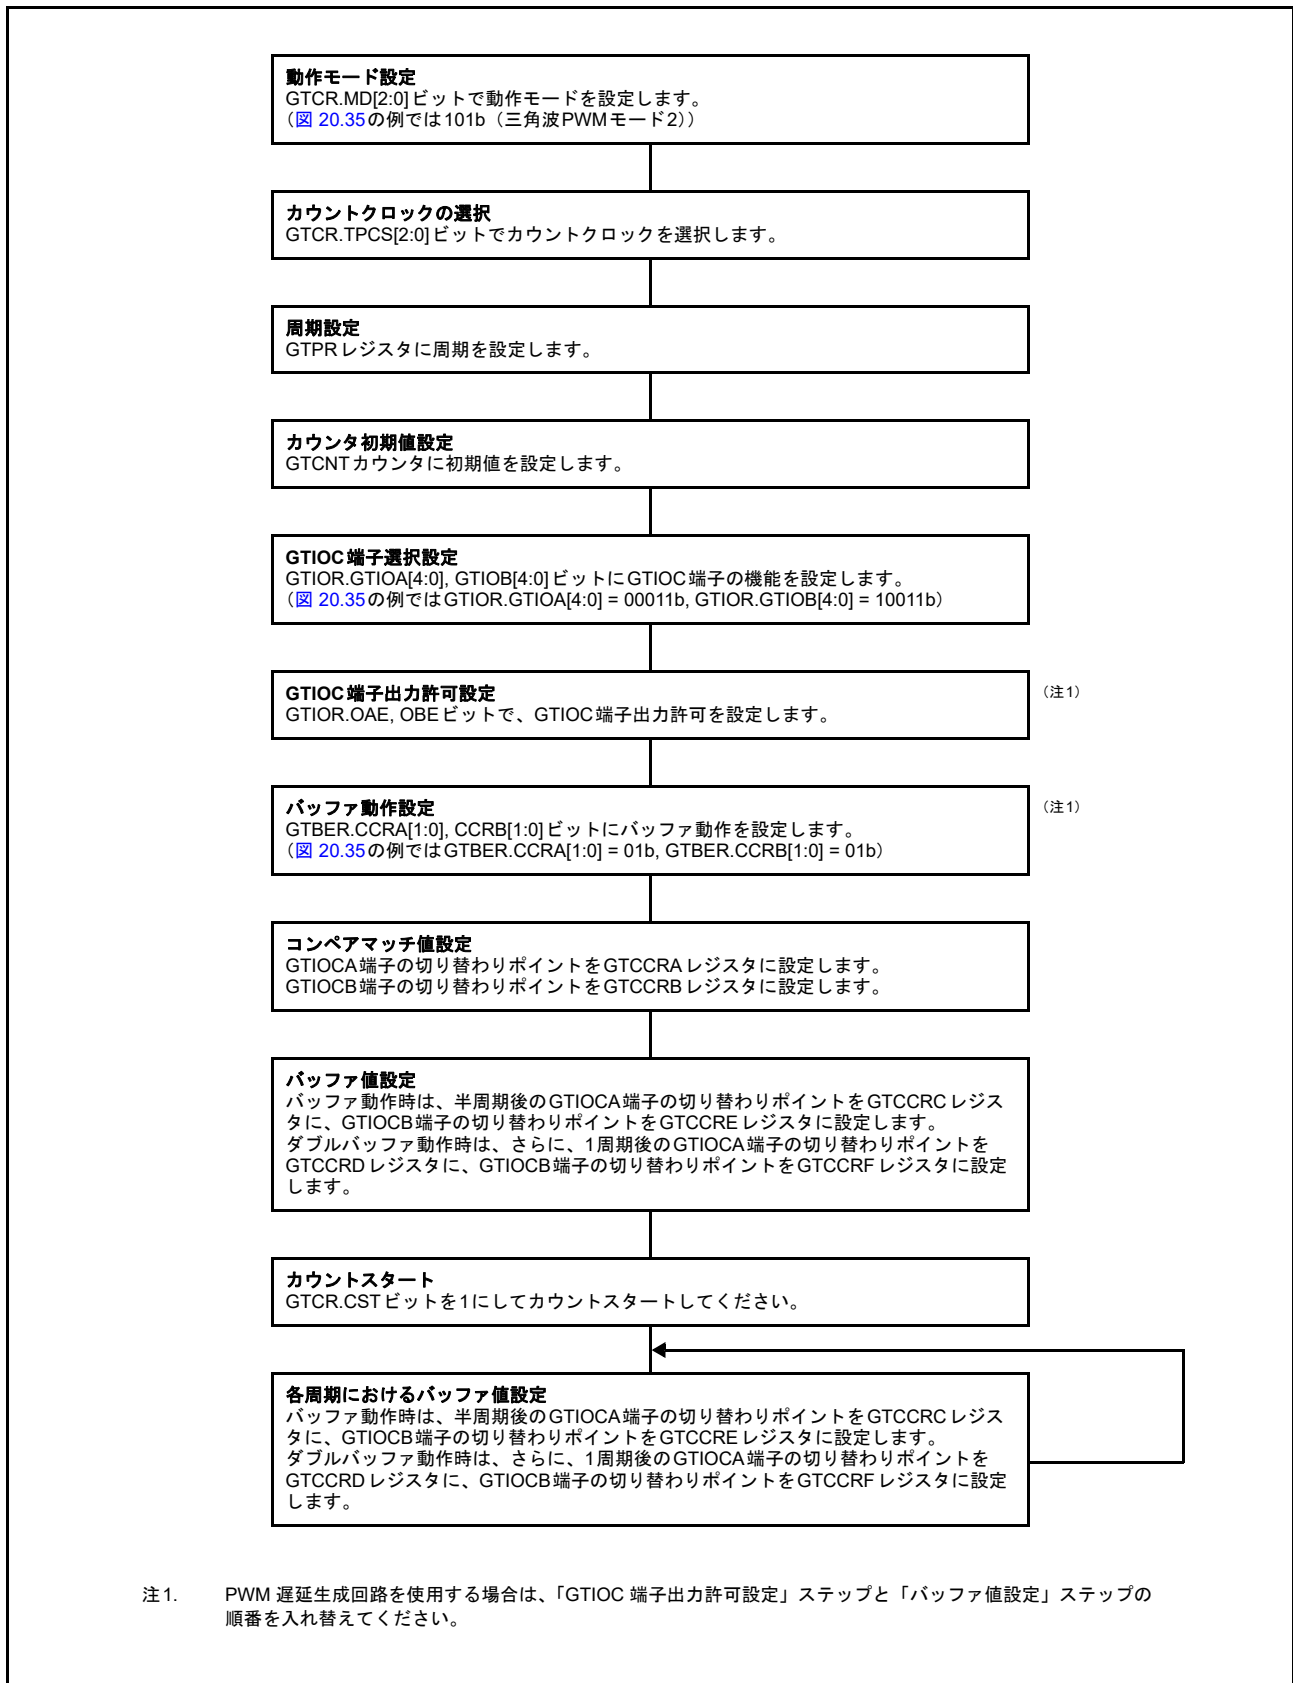 動作モード設定
GTCR.MD[2:0]ビットで動作モードを設定します。
（図 20.35の例では101b（三角波PWMモード2））
カウントクロックの選択
GTCR.TPCS[2:0]ビットでカウントクロックを選択します。
周期設定
GTPRレジスタに周期を設定します。
カウンタ初期値設定
GTCNTカウンタに初期値を設定します。
GTIOC端子選択設定
GTIOR.GTIOA[4:0], GTIOB[4:0]ビットにGTIOC端子の機能を設定します。
（図 20.35の例ではGTIOR.GTIOA[4:0] = 00011b, GTIOR.GTIOB[4:0] = 10011b）
GTIOC端子出力許可設定
GTIOR.OAE, OBEビットで、GTIOC端子出力許可を設定します。
（注1）
バッファ動作設定
GTBER.CCRA[1:0], CCRB[1:0]ビットにバッファ動作を設定します。
（図 20.35の例ではGTBER.CCRA[1:0] = 01b, GTBER.CCRB[1:0] = 01b）
（注1）
コンペアマッチ値設定
GTIOCA端子の切り替わりポイントをGTCCRAレジスタに設定します。
GTIOCB端子の切り替わりポイントをGTCCRBレジスタに設定します。
バッファ値設定
バッファ動作時は、半周期後のGTIOCA端子の切り替わりポイントをGTCCRCレジス
タに、GTIOCB端子の切り替わりポイントをGTCCREレジスタに設定します。
ダブルバッファ動作時は、さらに、1周期後のGTIOCA端子の切り替わりポイントを
GTCCRDレジスタに、GTIOCB端子の切り替わりポイントをGTCCRFレジスタに設定
します。
カウントスタート
GTCR.CSTビットを1にしてカウントスタートしてください。
各周期におけるバッファ値設定
バッファ動作時は、半周期後のGTIOCA端子の切り替わりポイントをGTCCRCレジス
タに、GTIOCB端子の切り替わりポイントをGTCCREレジスタに設定します。
ダブルバッファ動作時は、さらに、1周期後のGTIOCA端子の切り替わりポイントを
GTCCRDレジスタに、GTIOCB端子の切り替わりポイントをGTCCRFレジスタに設定
します。
注1. PWM 遅延生成回路を使用する場合は、「GTIOC 端子出力許可設定」ステップと「バッファ値設定」ステップの
順番を入れ替えてください。